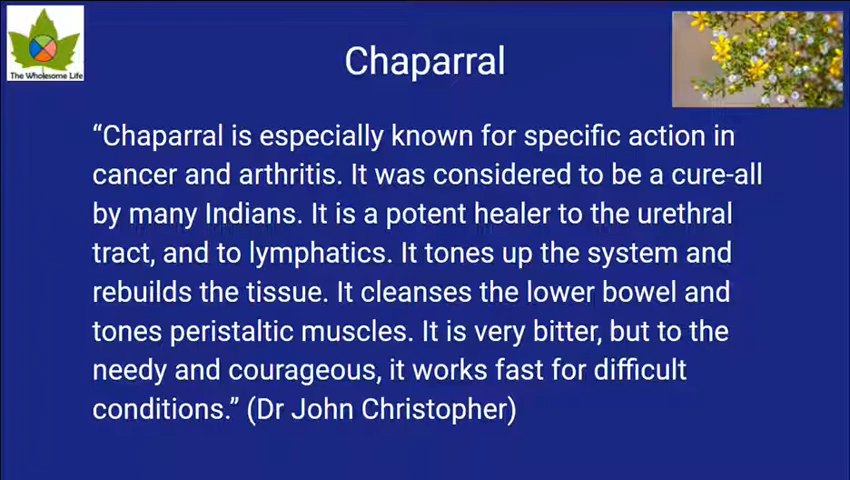 The Wholesome Life
Chaparral
“Chaparral is especially known for specific action in
cancer and arthritis. It was considered to be a cure-all
by many Indians. It is a potent healer to the urethral
tract, and to lymphatics. It tones up the system and
rebuilds the tissue. It cleanses the lower bowel and
tones peristaltic muscles. It is very bitter, but to the
needy and courageous, it works fast for difficult
conditions.” (Dr John Christopher)